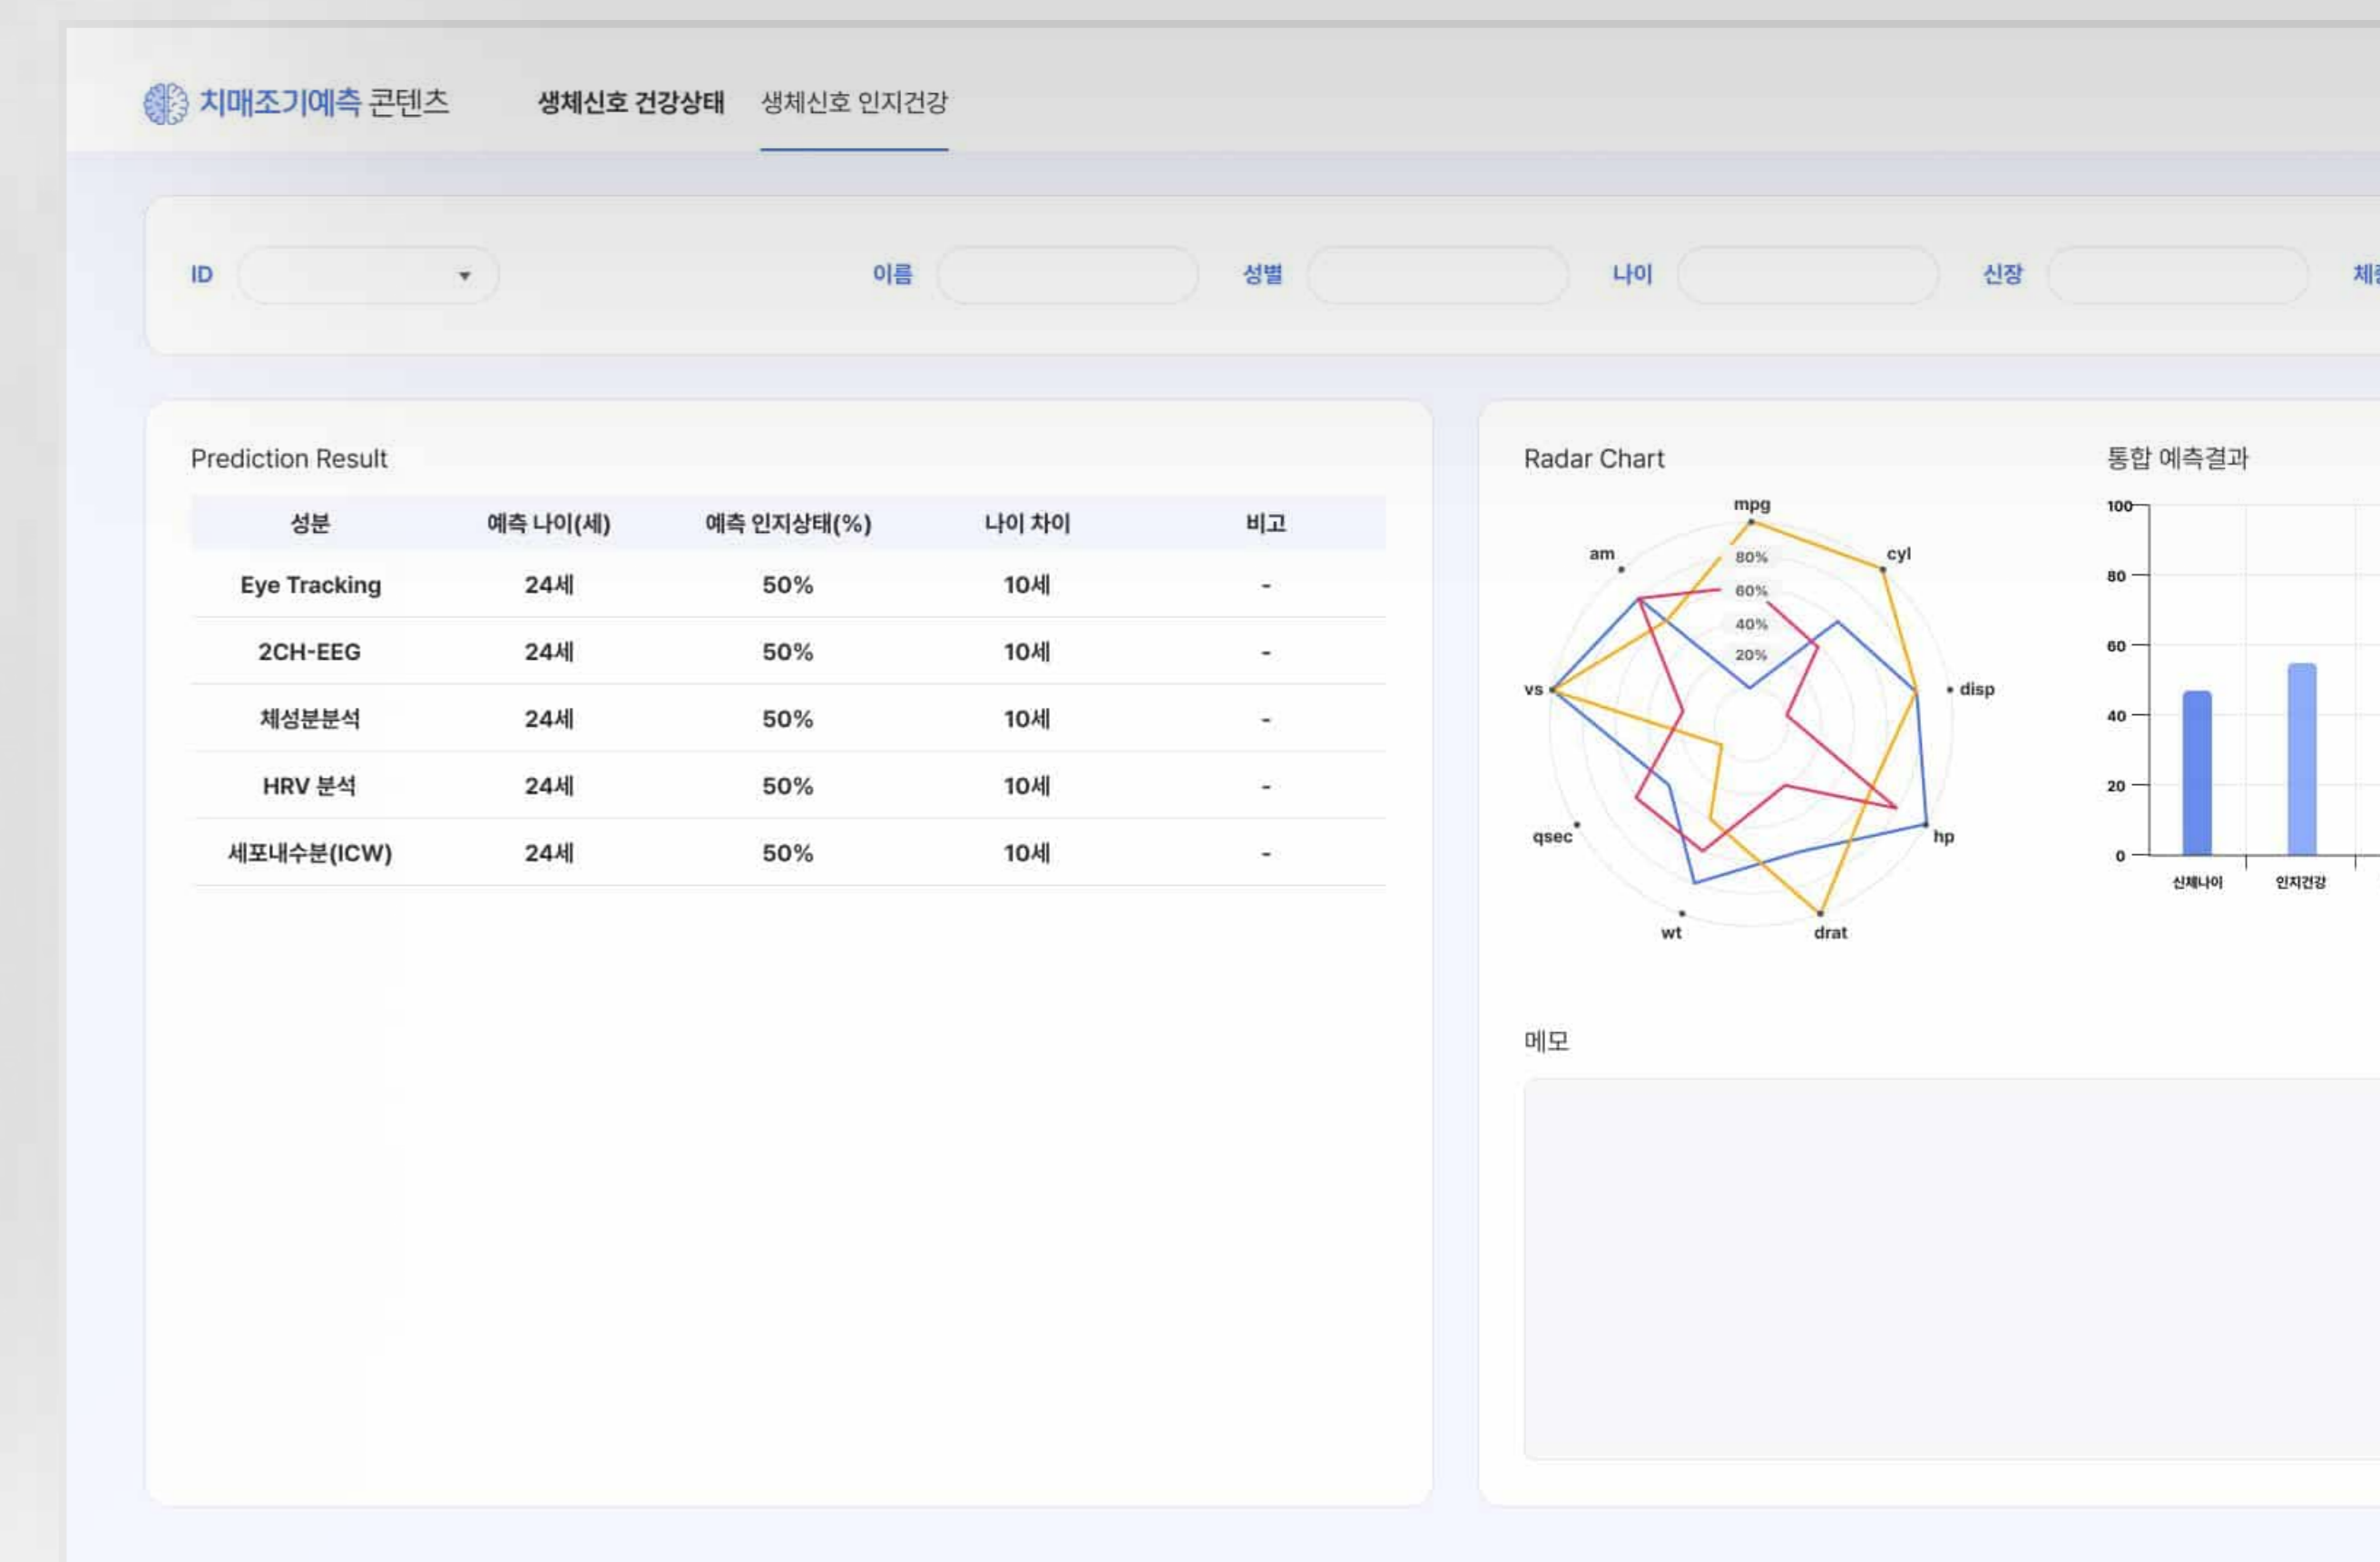 치매조기예측 콘텐츠 생체신호 건강상태 생체신호 인지건강
ID 이름 성별 나이 신장
Prediction Result
성분 예측 나이(세) 예측 인지상태(%) 나이 차이 비고
Eye Tracking 24세 50% 10세 -
2CH-EEG 24세 50% 10세 -
체성분분석 24세 50% 10세 -
HRV 분석 24세 50% 10세 -
세포내수분(ICW) 24세 50% 10세 -
Radar Chart
mpg
cyl
disp
hp
drat
wt
qsec
vs
am
80%
60%
40%
20%
통합 예측결과
100
80
60
40
20
0
신체나이 인지건강
메모